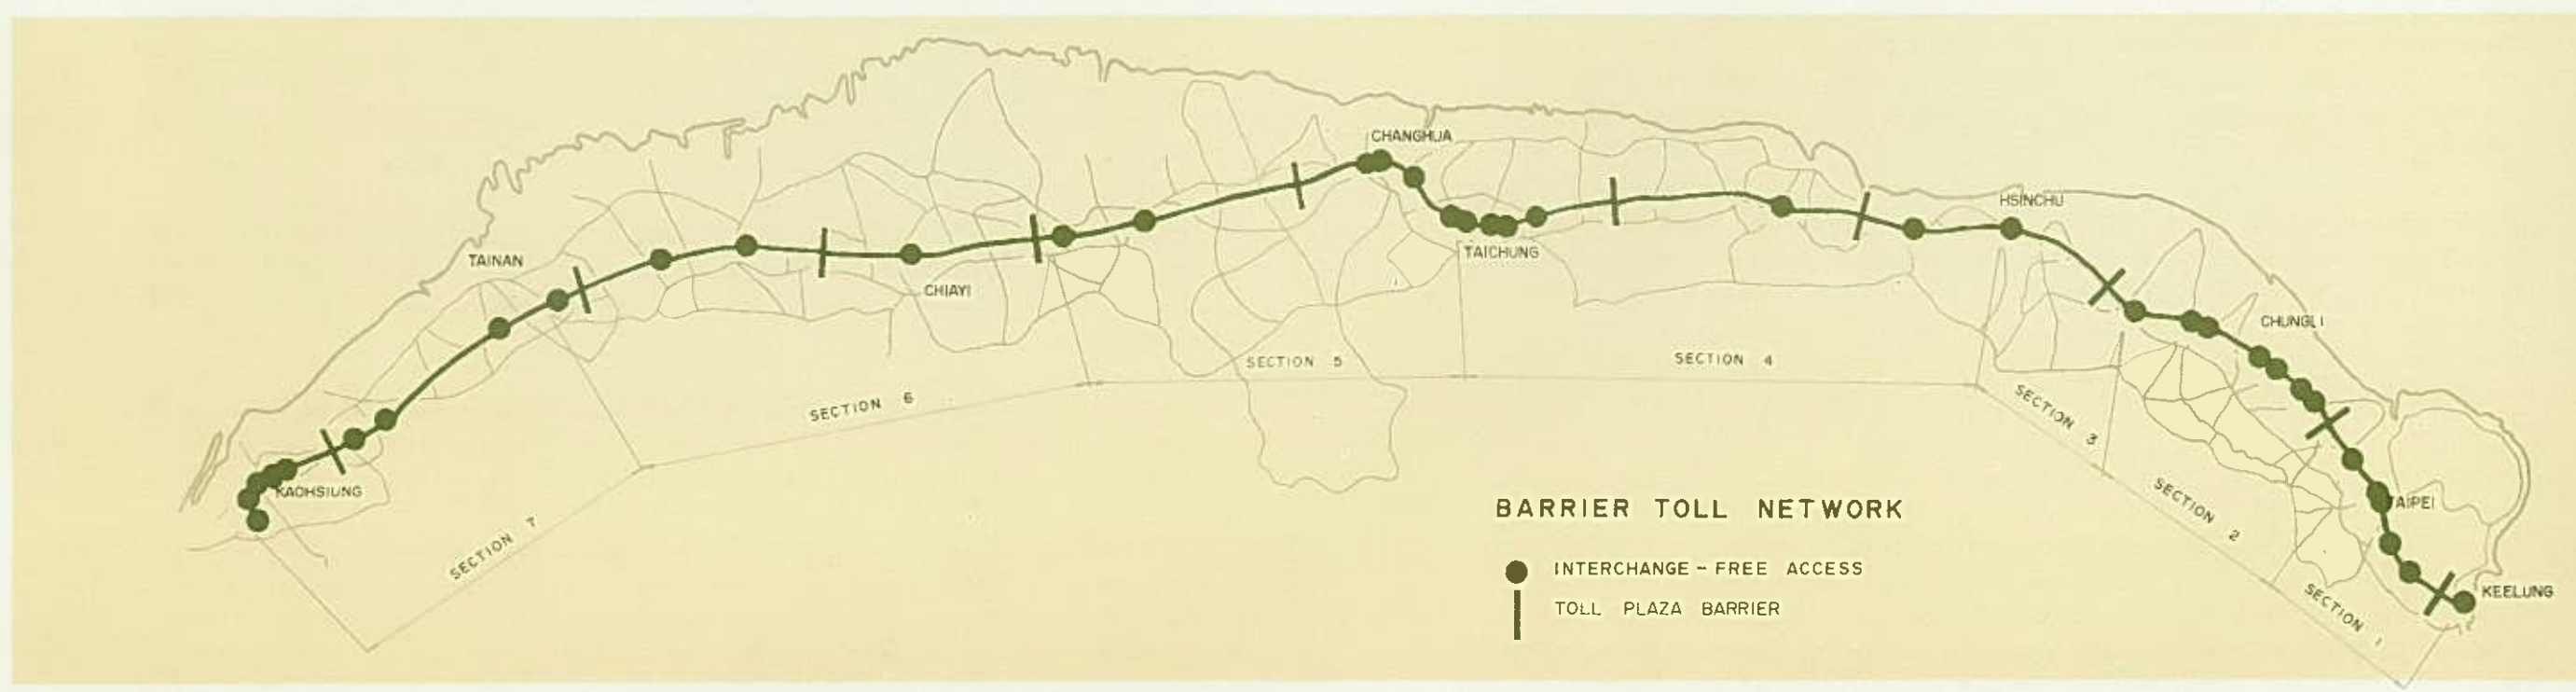 CHANGHUA
HSINCHU
TAINAN
TAICHUNG
CHIAYI
CHUNGLI
SECTION 5
SECTION 4
SECTION 6
SECTION 3
KAOHSIUNG
TAIPEI
SECTION 7
SECTION 2
KEELUNG
SECTION 1
BARRIER TOLL NETWORK
INTERCHANGE - FREE ACCESS
TOLL PLAZA BARRIER